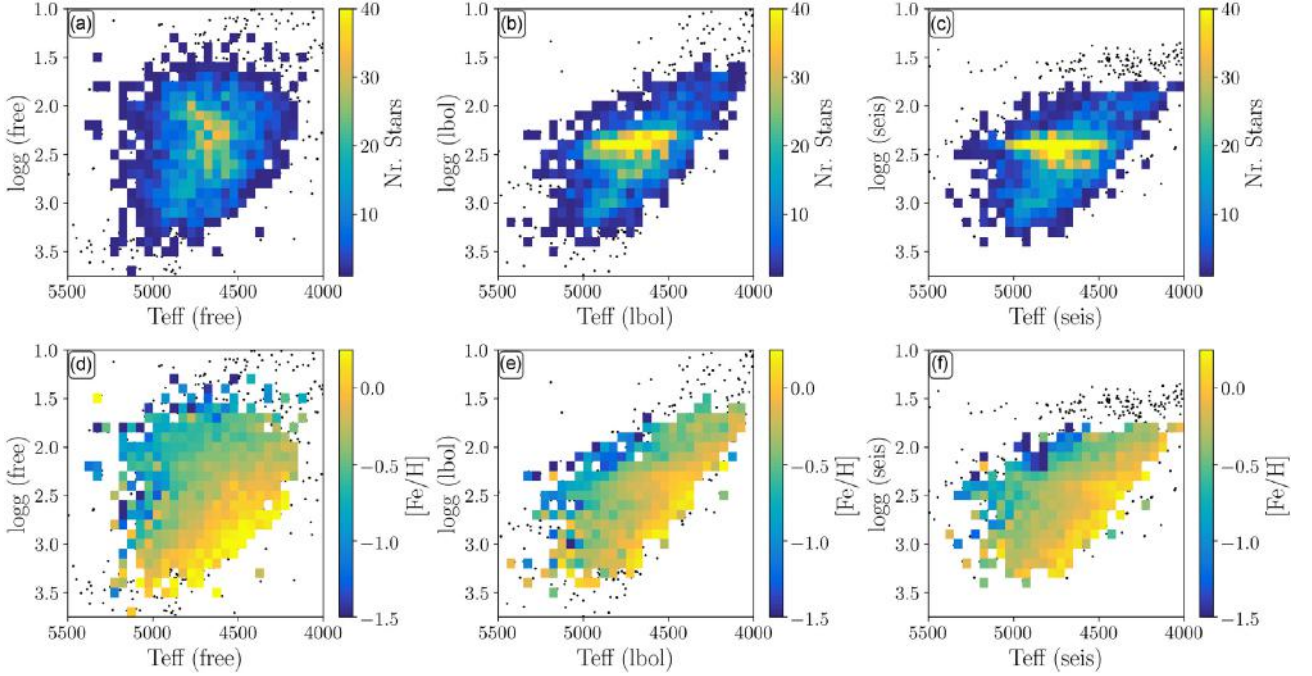 (a)
1.0
1.5
2.0
2.5
3.0
3.5
logg (free)
5500 5000 4500 4000
Teff (free)
40
30
20
10
Nr. Stars
(b)
1.0
1.5
2.0
2.5
3.0
3.5
logg (lbol)
5500 5000 4500 4000
Teff (lbol)
40
30
20
10
Nr. Stars
(c)
1.0
1.5
2.0
2.5
3.0
3.5
logg (seis)
5500 5000 4500 4000
Teff (seis)
40
30
20
10
Nr. Stars
(d)
1.0
1.5
2.0
2.5
3.0
3.5
logg (free)
5500 5000 4500 4000
Teff (free)
0.0
−0.5
−1.0
−1.5
[Fe/H]
(e)
1.0
1.5
2.0
2.5
3.0
3.5
logg (lbol)
5500 5000 4500 4000
Teff (lbol)
0.0
−0.5
−1.0
−1.5
[Fe/H]
(f)
1.0
1.5
2.0
2.5
3.0
3.5
logg (seis)
5500 5000 4500 4000
Teff (seis)
0.0
−0.5
−1.0
−1.5
[Fe/H]